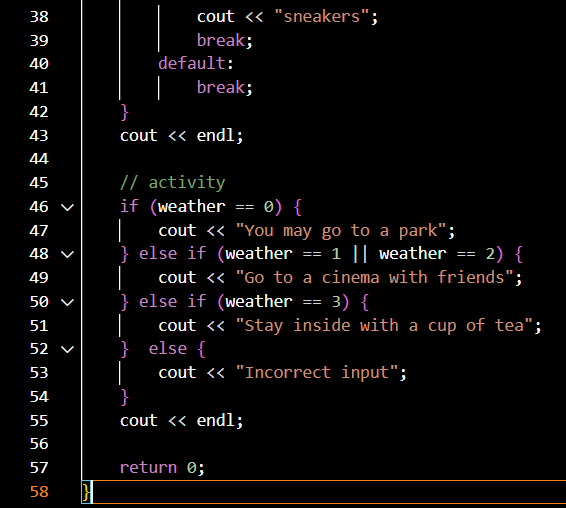 38 cout << "sneakers";
39 break;
40 default:
41 break;
42 }
43 cout << endl;
44
45 // activity
46 if (weather == 0) {
47 cout << "You may go to a park";
48 } else if (weather == 1 || weather == 2) {
49 cout << "Go to a cinema with friends";
50 } else if (weather == 3) {
51 cout << "Stay inside with a cup of tea";
52 }  else {
53 cout << "Incorrect input";
54 }
55 cout << endl;
56
57 return 0;
58 }